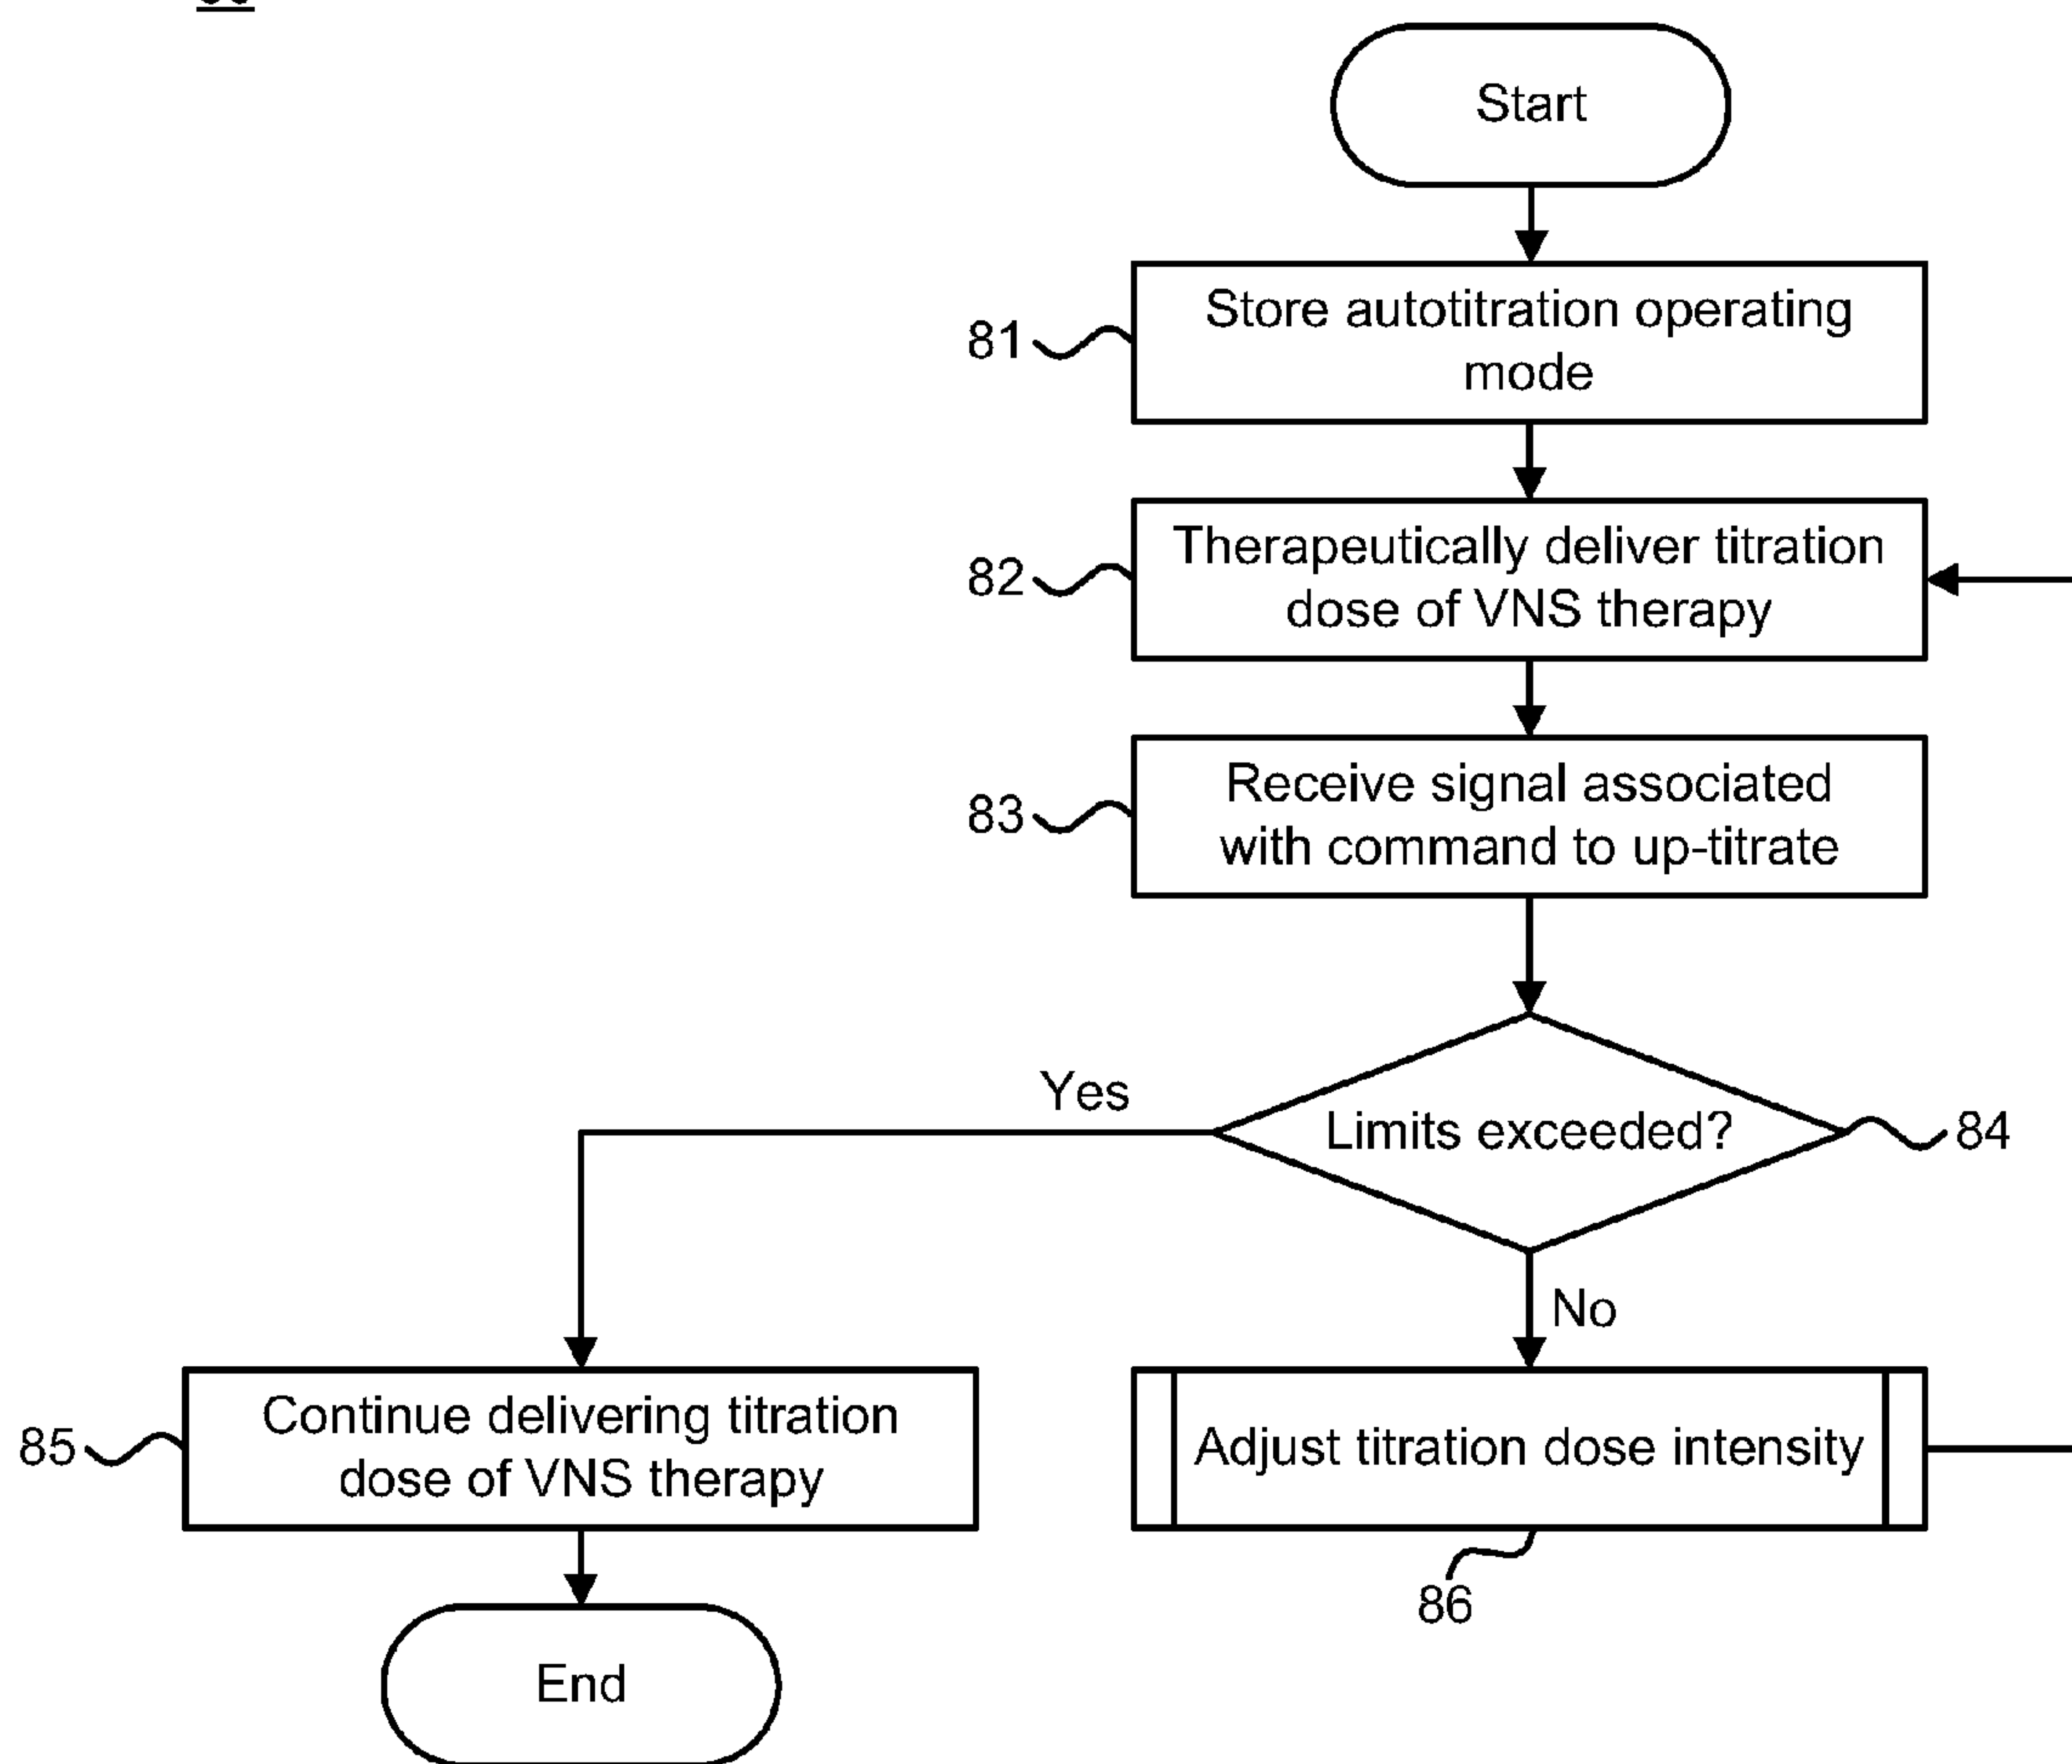 Start
Store autotitration operating
mode
81
Therapeutically deliver titration
dose of VNS therapy
82
Receive signal associated
with command to up-titrate
83
Limits exceeded?
84
Yes
No
Continue delivering titration
dose of VNS therapy
85
Adjust titration dose intensity
86
End